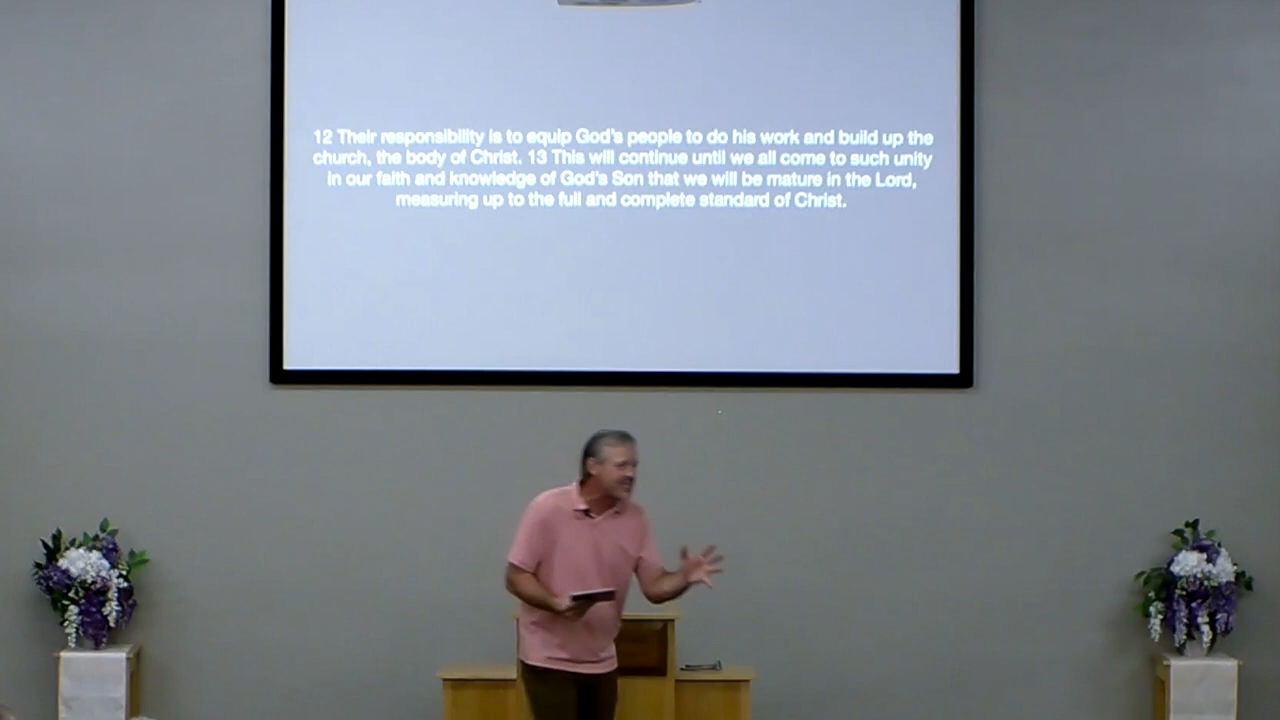 12 Their responsibility is to equip God's people to do his work and build up the
church, the body of Christ. 13 This will continue until we all come to such unity
in our faith and knowledge of God's Son that we will be mature in the Lord,
measuring up to the full and complete standard of Christ.